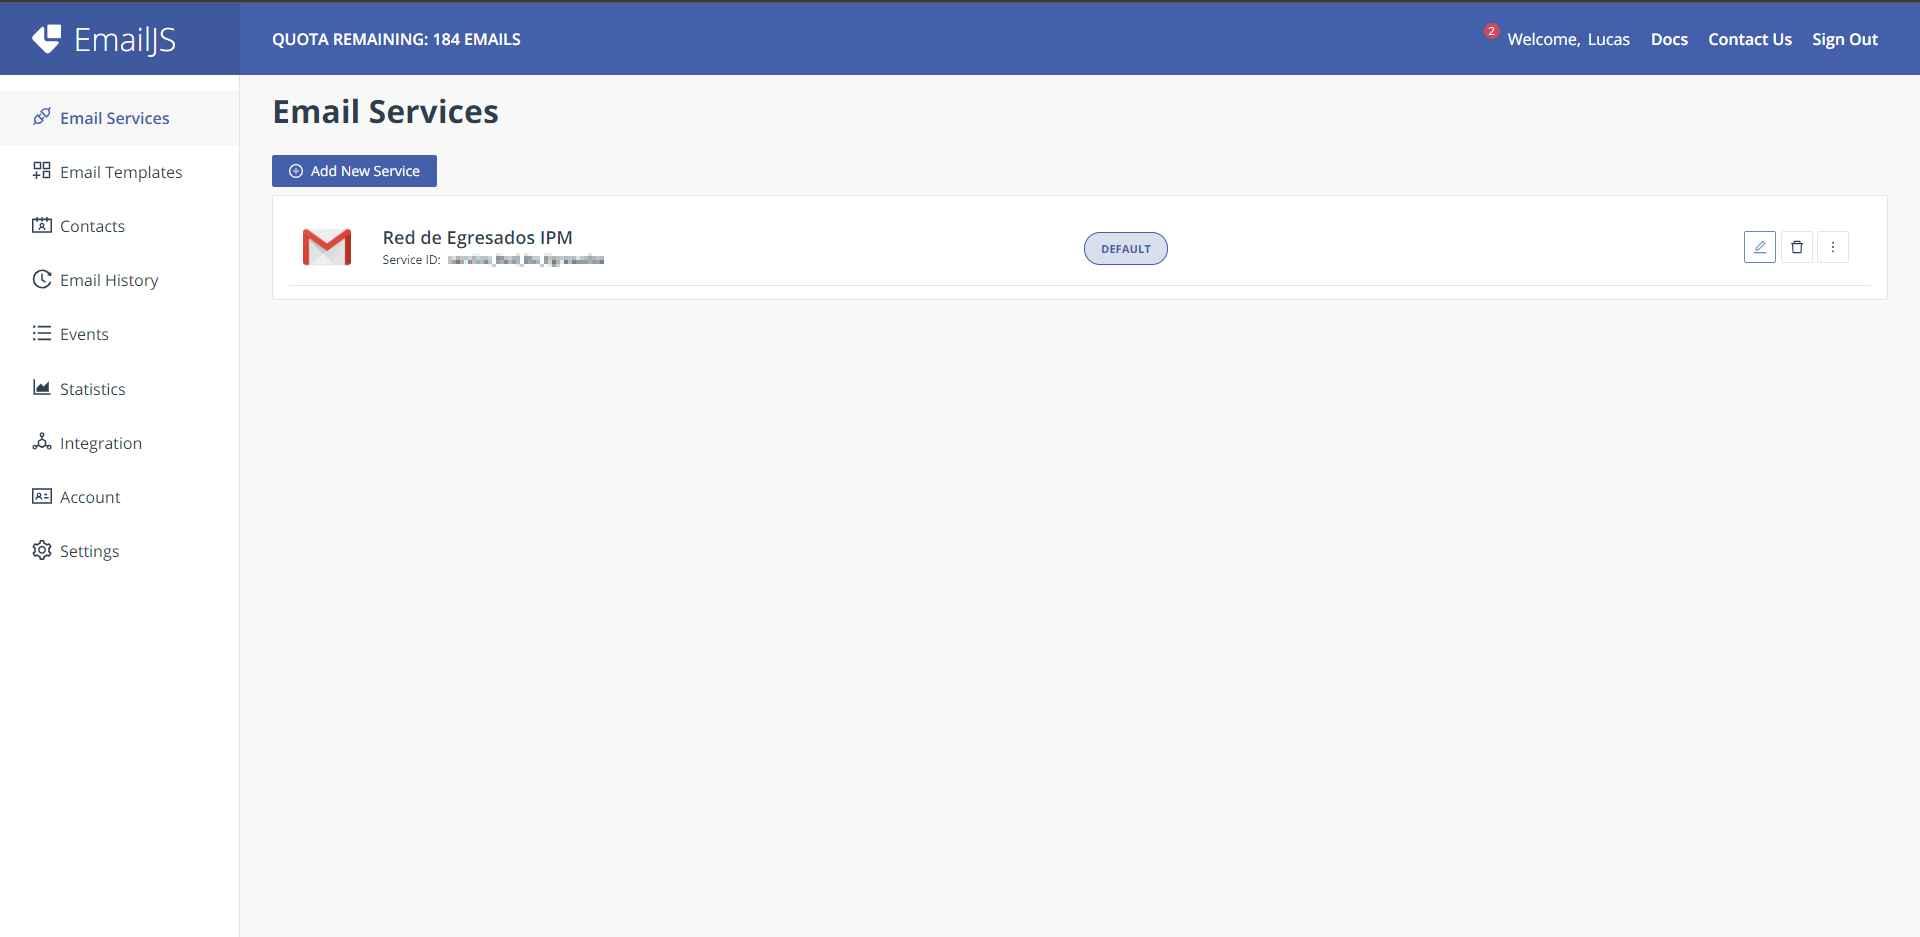 EmailJS
QUOTA REMAINING: 184 EMAILS
2
Welcome, Lucas
Docs
Contact Us
Sign Out
Email Services
Email Templates
Contacts
Email History
Events
Statistics
Integration
Account
Settings
Email Services
Add New Service
Red de Egresados IPM
Service ID:
DEFAULT